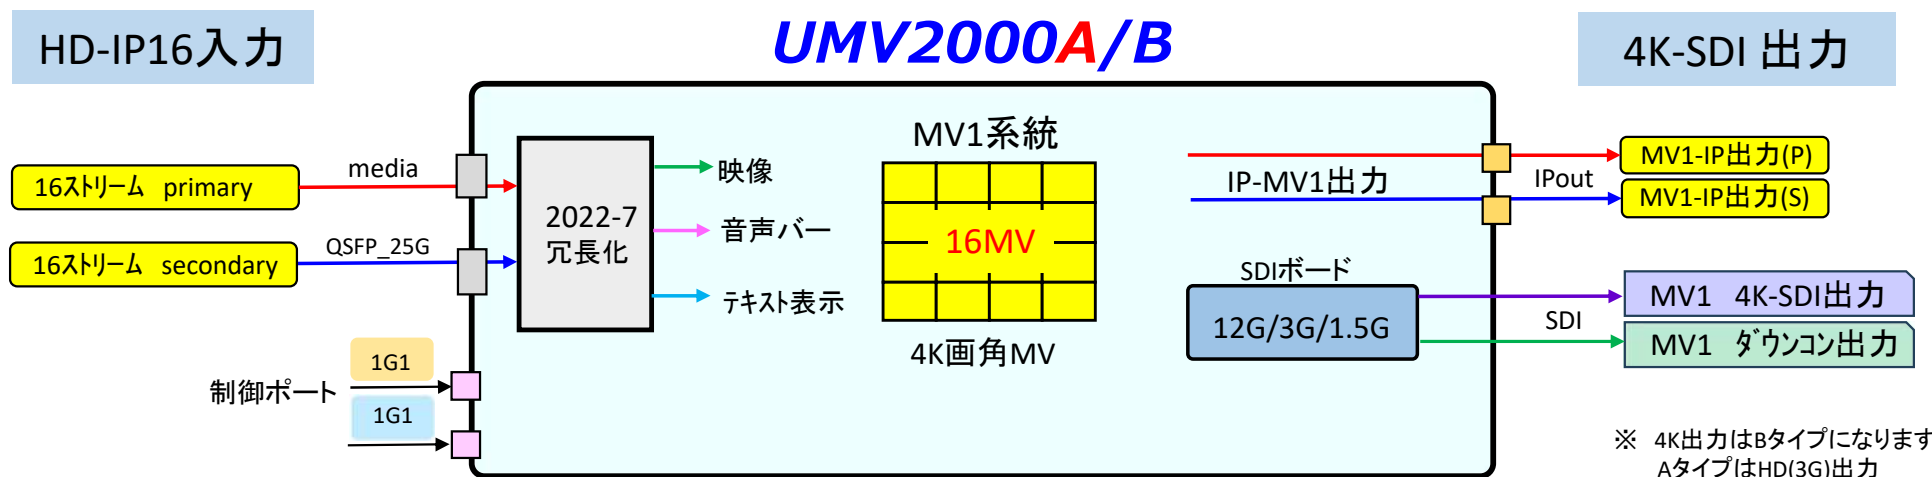 HD-IP16入力
UMV2000A/B
4K-SDI 出力
16ストリーム primary
media
16ストリーム secondary
QSFP_25G
2022-7
冗長化
映像
音声バー
テキスト表示
MV1系統
16MV
4K画角MV
IP-MV1出力
IPout
MV1-IP出力(P)
MV1-IP出力(S)
SDIボード
12G/3G/1.5G
SDI
MV1 4K-SDI出力
MV1 ダウンコン出力
制御ポート
1G1
1G1
※ 4K出力はBタイプになります
AタイプはHD(3G)出力